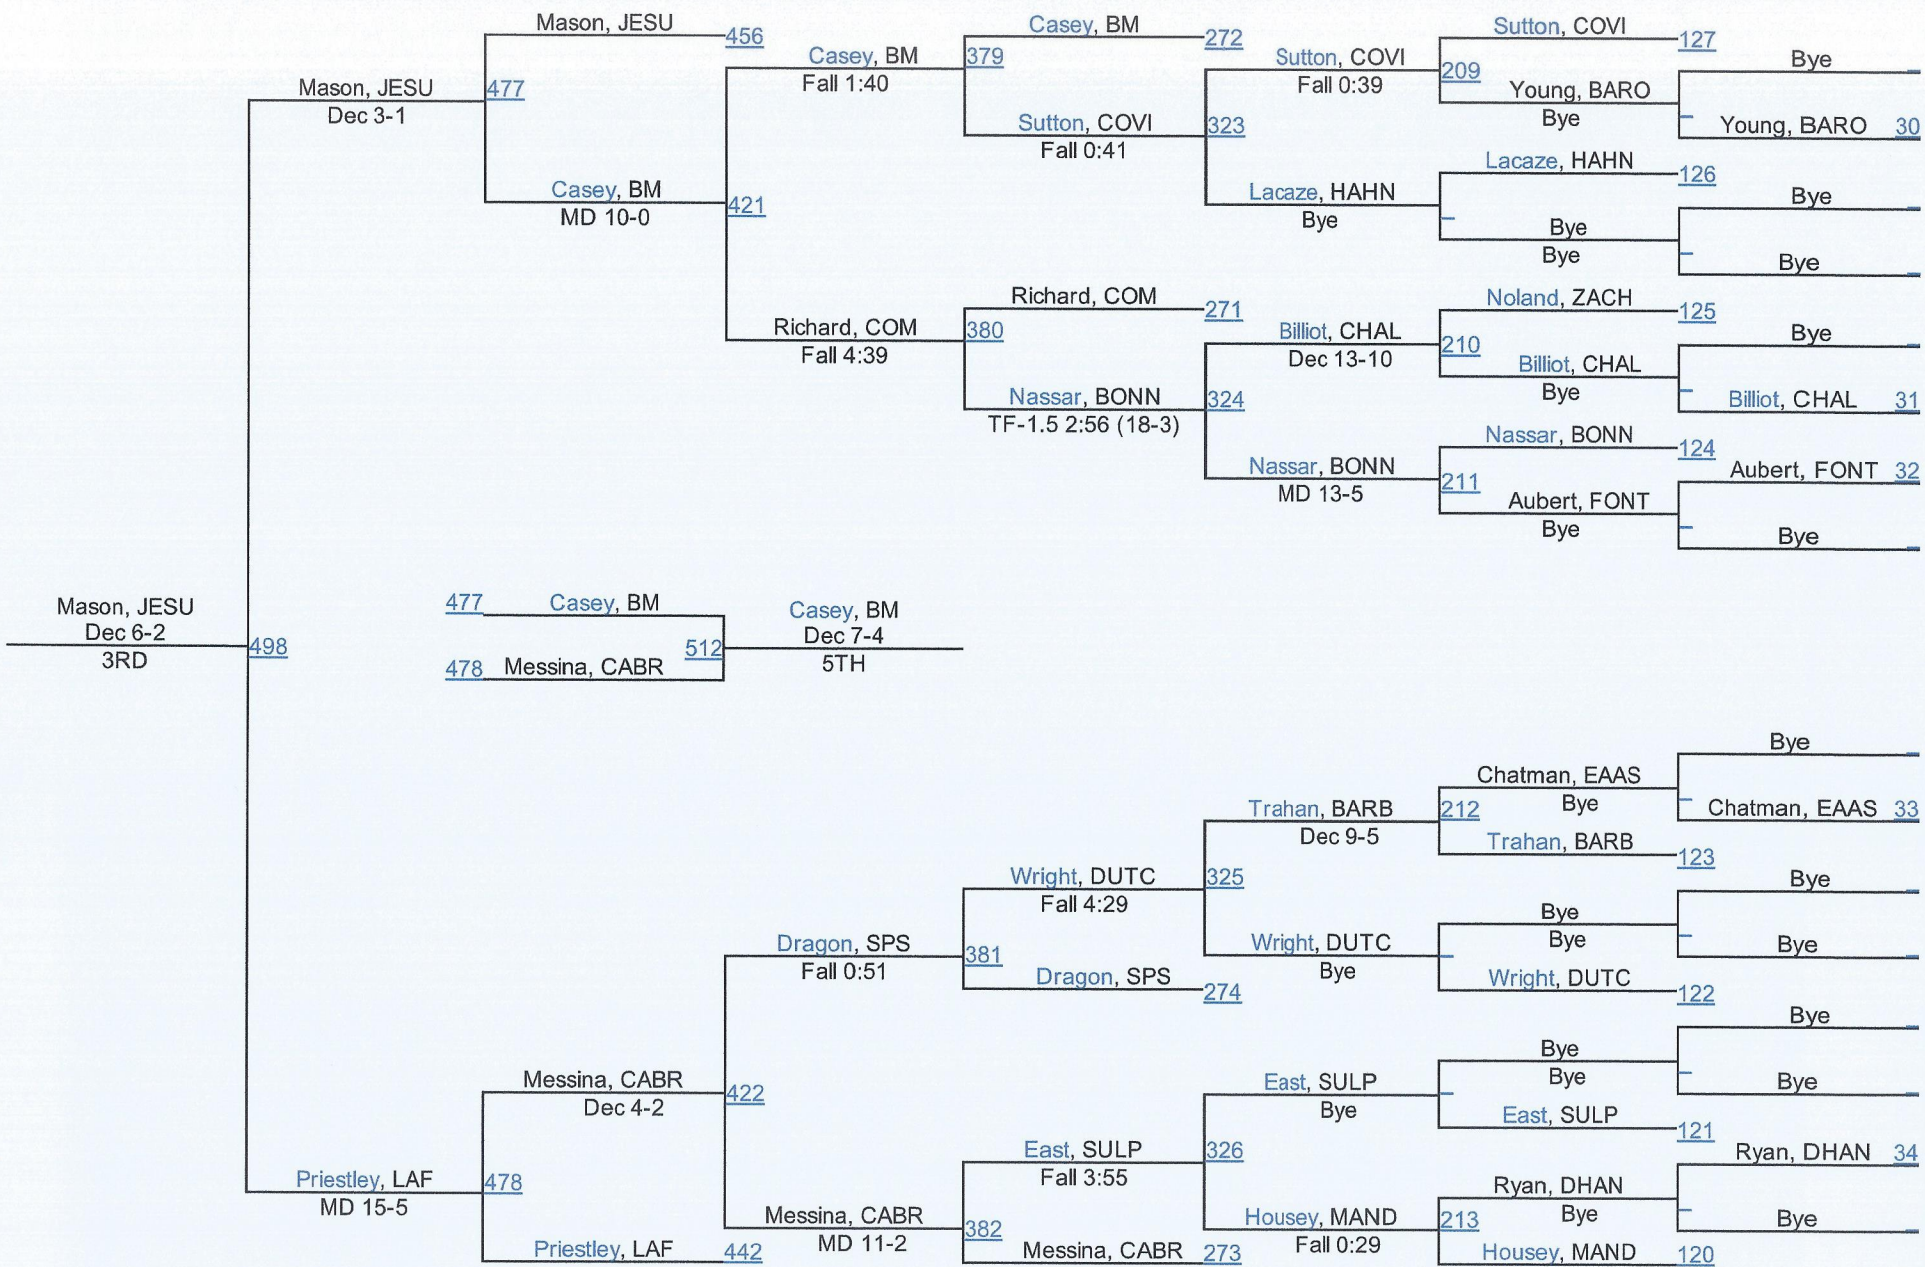 Mason, JESU 456
Casey, BM 272
Sutton, COVI 127
Casey, BM 379
Sutton, COVI
Bye
Fall 1:40
Fall 0:39
209
Mason, JESU 477
Young, BARO
Dec 3-1
Bye
Sutton, COVI 323
Young, BARO 30
Fall 0:41
Lacaze, HAHN 126
Casey, BM 421
Lacaze, HAHN
Bye
MD 10-0
Bye
Bye
Bye
Bye
Richard, COM 271
Noland, ZACH 125
Richard, COM 380
Billiot, CHAL 210
Bye
Fall 4:39
Dec 13-10
Billiot, CHAL
Bye
Nassar, BONN 324
Billiot, CHAL 31
TF-1.5 2:56 (18-3)
Nassar, BONN 124
Nassar, BONN 211
Aubert, FONT 32
MD 13-5
Aubert, FONT
Bye
Bye
Mason, JESU
477 Casey, BM
Casey, BM
Dec 6-2
Dec 7-4
498
512
3RD
478 Messina, CABR
5TH
Bye
Chatman, EAAS
Bye
Trahan, BARB 212
Chatman, EAAS 33
Dec 9-5
Trahan, BARB 123
Wright, DUTC 325
Bye
Fall 4:29
Bye
Dragon, SPS 381
Wright, DUTC
Bye
Bye
Fall 0:51
Bye
Dragon, SPS 274
Wright, DUTC 122
Bye
Bye
Messina, CABR 422
East, SULP
Bye
Bye
Dec 4-2
Bye
East, SULP 121
East, SULP 326
Ryan, DHAN 34
Fall 3:55
Priestley, LAF 478
Ryan, DHAN
MD 15-5
Bye
Messina, CABR 382
Housey, MAND 213
Bye
MD 11-2
Fall 0:29
Priestley, LAF 442
Messina, CABR 273
Housey, MAND 120